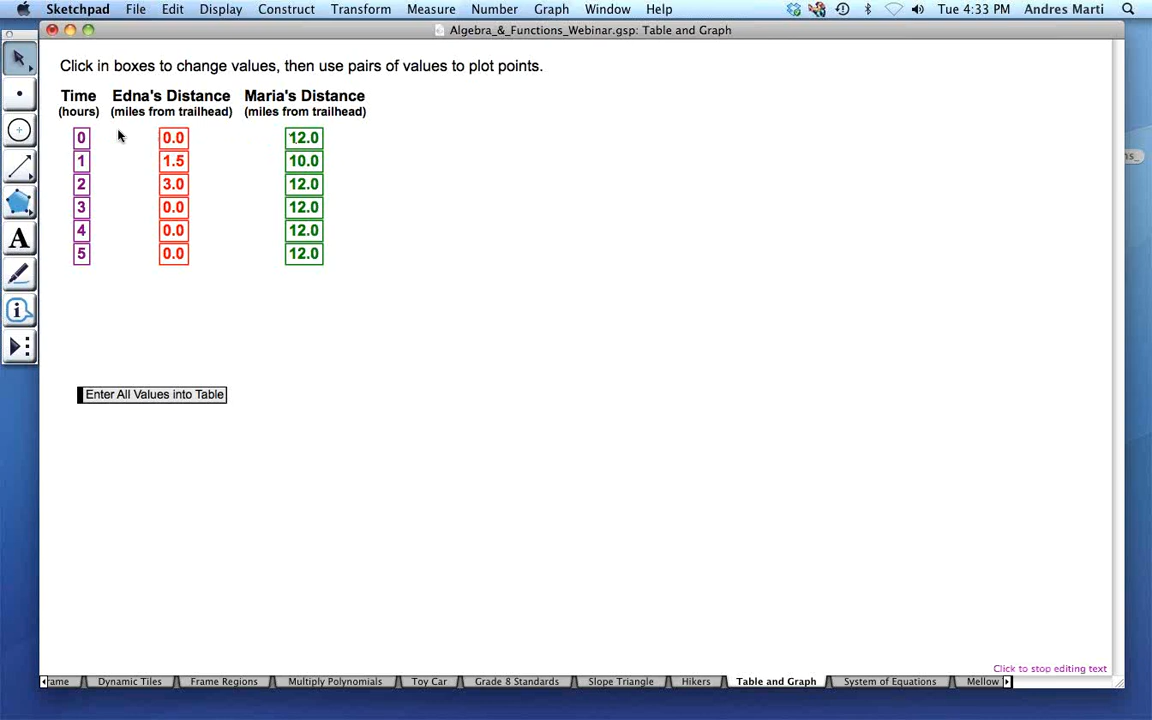 Sketchpad File Edit Display Construct Transform Measure Number Graph Window Help Tue 4:33 PM Andres Marti
Algebra_&_Functions_Webinar.gsp: Table and Graph
Click in boxes to change values, then use pairs of values to plot points.
Time Edna's Distance Maria's Distance
(hours) (miles from trailhead) (miles from trailhead)
0 0.0 12.0
1 1.5 10.0
2 3.0 12.0
3 0.0 12.0
4 0.0 12.0
5 0.0 12.0
Enter All Values into Table
Click to stop editing text
rame Dynamic Tiles Frame Regions Multiply Polynomials Toy Car Grade 8 Standards Slope Triangle Hikers Table and Graph System of Equations Mellow
A
ns_